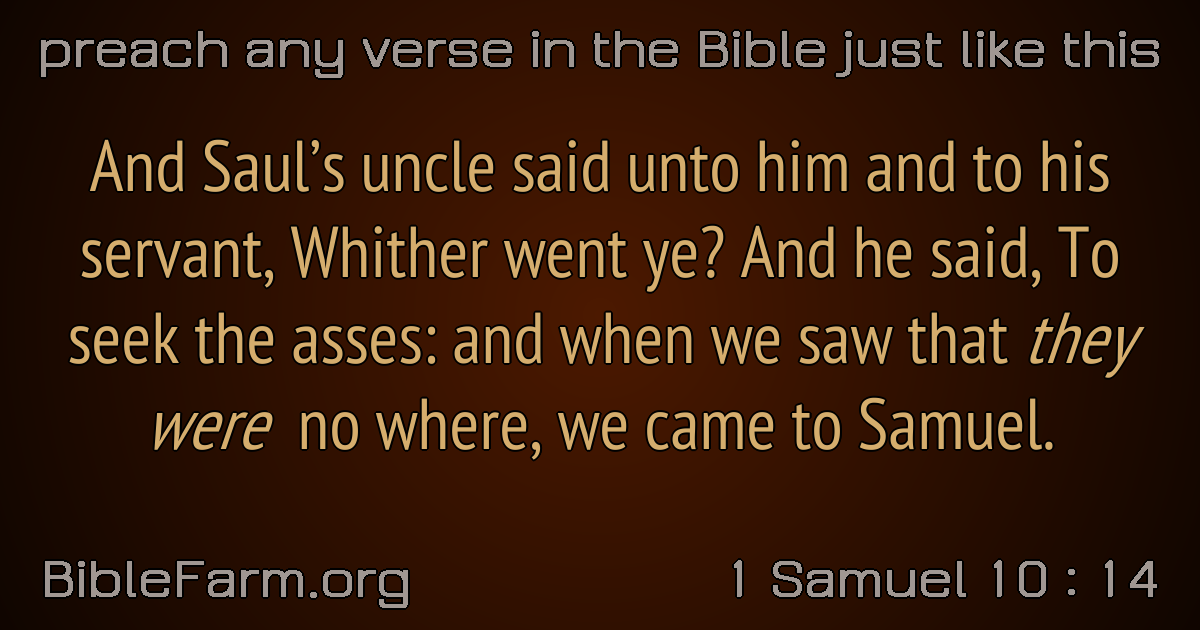 preach any verse in the Bible just like this
And Saul’s uncle said unto him and to his
servant, Whither went ye? And he said, To
seek the asses: and when we saw that they
were no where, we came to Samuel.
BibleFarm.org
1 Samuel 10 : 14